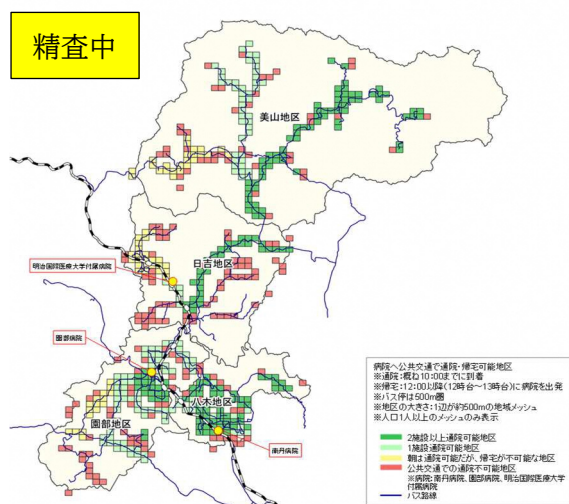 精査中
美山地区
日吉地区
明治国際医療大学付属病院
園部病院
八木地区
園部地区
南丹病院
病院へ公共交通で通院・帰宅可能地区
※通院:概ね10:00までに到着
※帰宅:12:00以降(12時台～13時台)に病院を出発
※バス停は500m圏
※地区の大きさ:1辺が約500mの地域メッシュ
※人口1人以上のメッシュのみ表示
2施設以上通院可能地区
1施設通院可能地区
朝は通院可能だが、帰宅が不可能な地区
公共交通での通院不可能地区
※病院:南丹病院、園部病院、明治国際医療大学
付属病院
バス路線